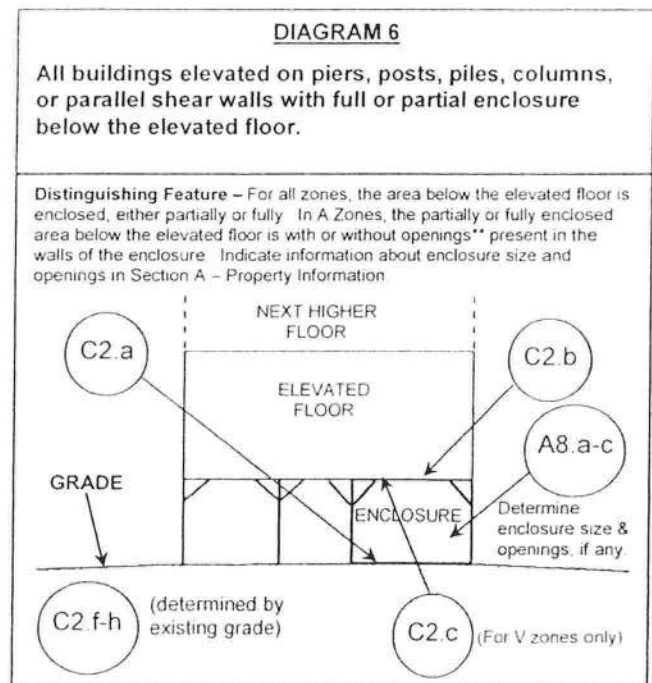 DIAGRAM 6
All buildings elevated on piers, posts, piles, columns,
or parallel shear walls with full or partial enclosure
below the elevated floor.
Distinguishing Feature – For all zones, the area below the elevated floor is
enclosed, either partially or fully In A Zones, the partially or fully enclosed
area below the elevated floor is with or without openings** present in the
walls of the enclosure Indicate information about enclosure size and
openings in Section A – Property Information
NEXT HIGHER
FLOOR
C2.a
C2.b
ELEVATED
FLOOR
A8.a-c
GRADE
ENCLOSURE
Determine
enclosure size &
openings, if any.
C2.f-h
(determined by
existing grade)
C2.c
(For V zones only)